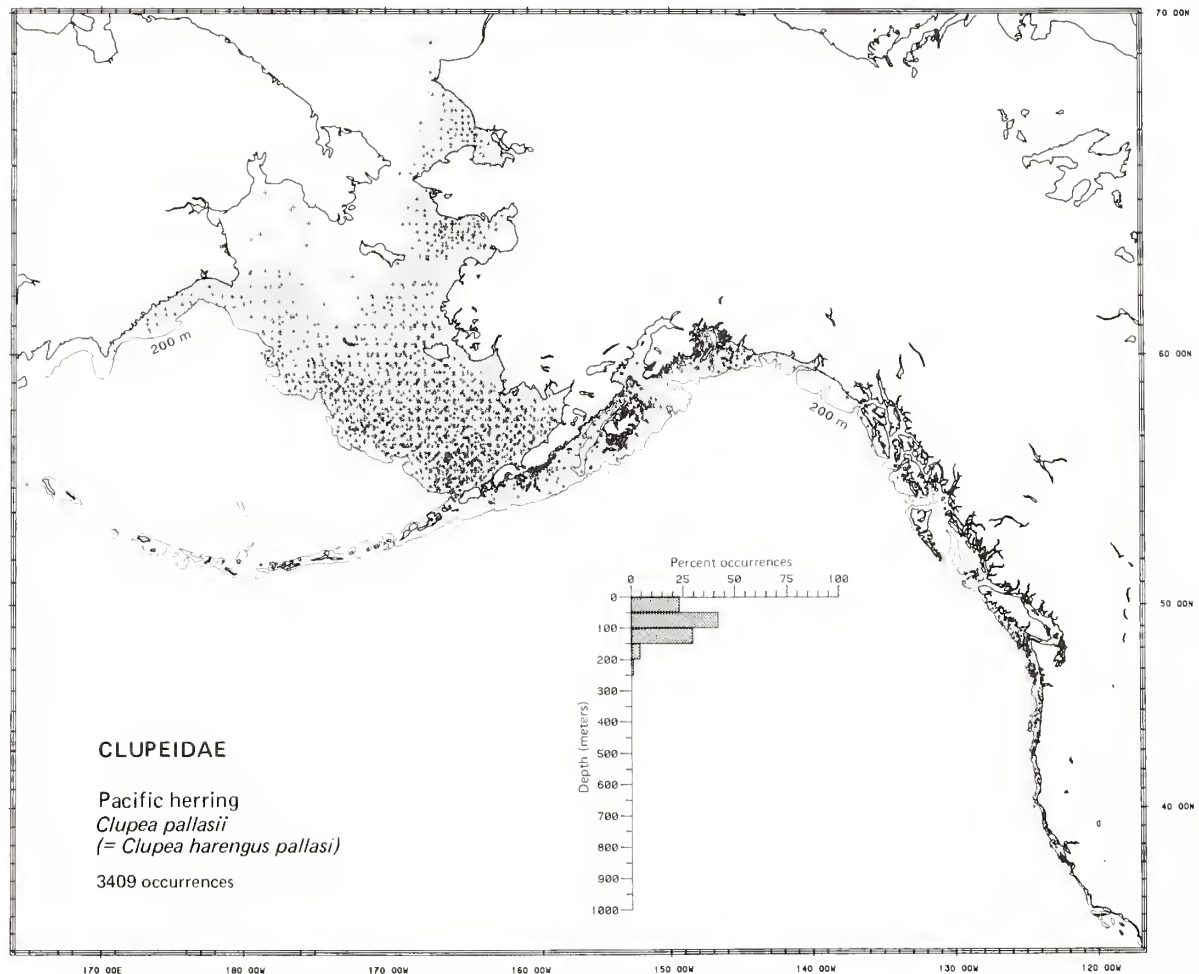 70 00N
200 m
60 00N
200 m
Percent occurrences
0 25 50 75 100
50 00N
0
100
200
300
400
500
600
700
800
900
1000
Depth (meters)
40 00N
CLUPEIDAE
Pacific herring
Clupea pallasii
(= Clupea harengus pallasi)
3409 occurrences
170 00E 180 00W 170 00W 160 00W 150 00W 140 00W 130 00W 120 00W